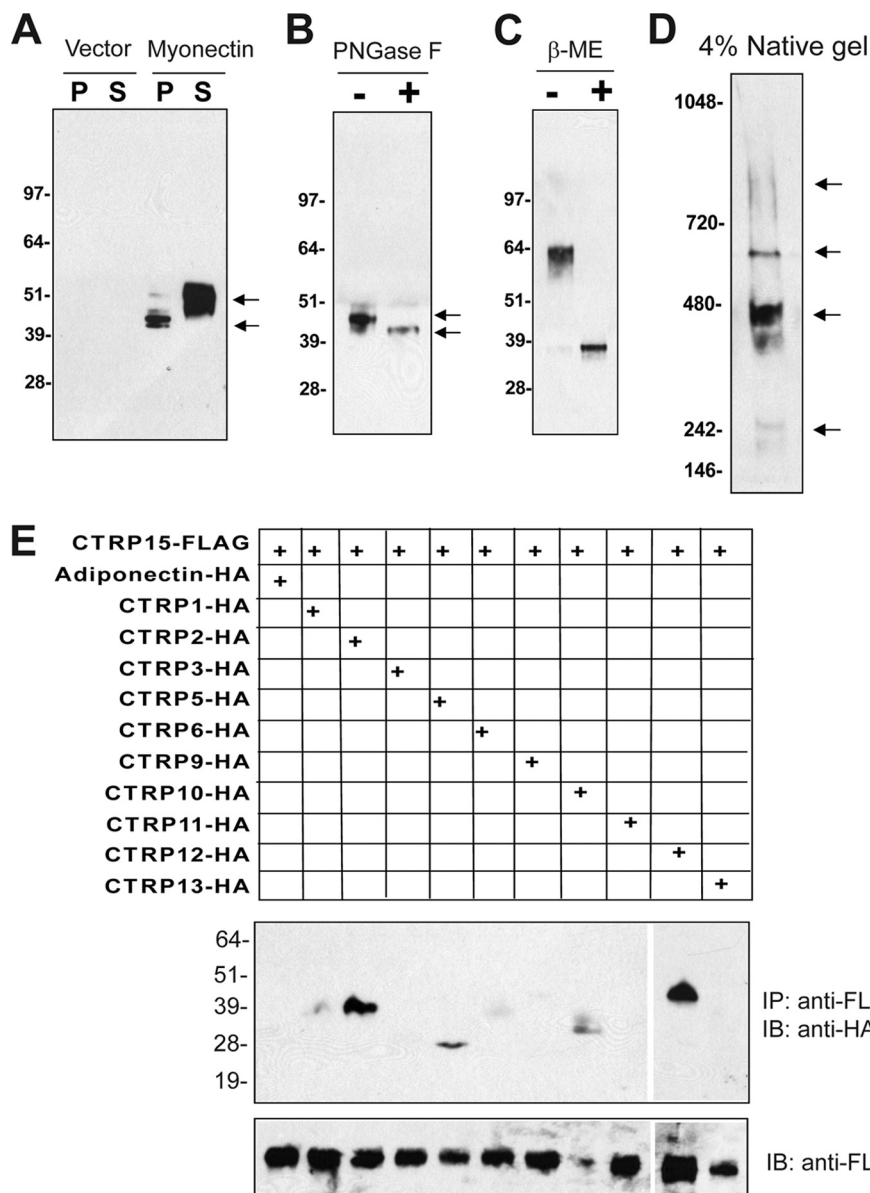 A
Vector Myonectin
P S P S
97-
64-
51-
39-
28-
B
PNGase F
- +
97-
64-
51-
39-
28-
C
β-ME
- +
97-
64-
51-
39-
28-
D
4% Native gel
1048-
720-
480-
242-
146-
E
CTRP15-FLAG + + + + + + + + + + +
Adiponectin-HA +
CTRP1-HA +
CTRP2-HA +
CTRP3-HA +
CTRP5-HA +
CTRP6-HA +
CTRP9-HA +
CTRP10-HA +
CTRP11-HA +
CTRP12-HA +
CTRP13-HA +
64-
51-
39-
28-
19-
IP: anti-FL
IB: anti-HA
IB: anti-FL